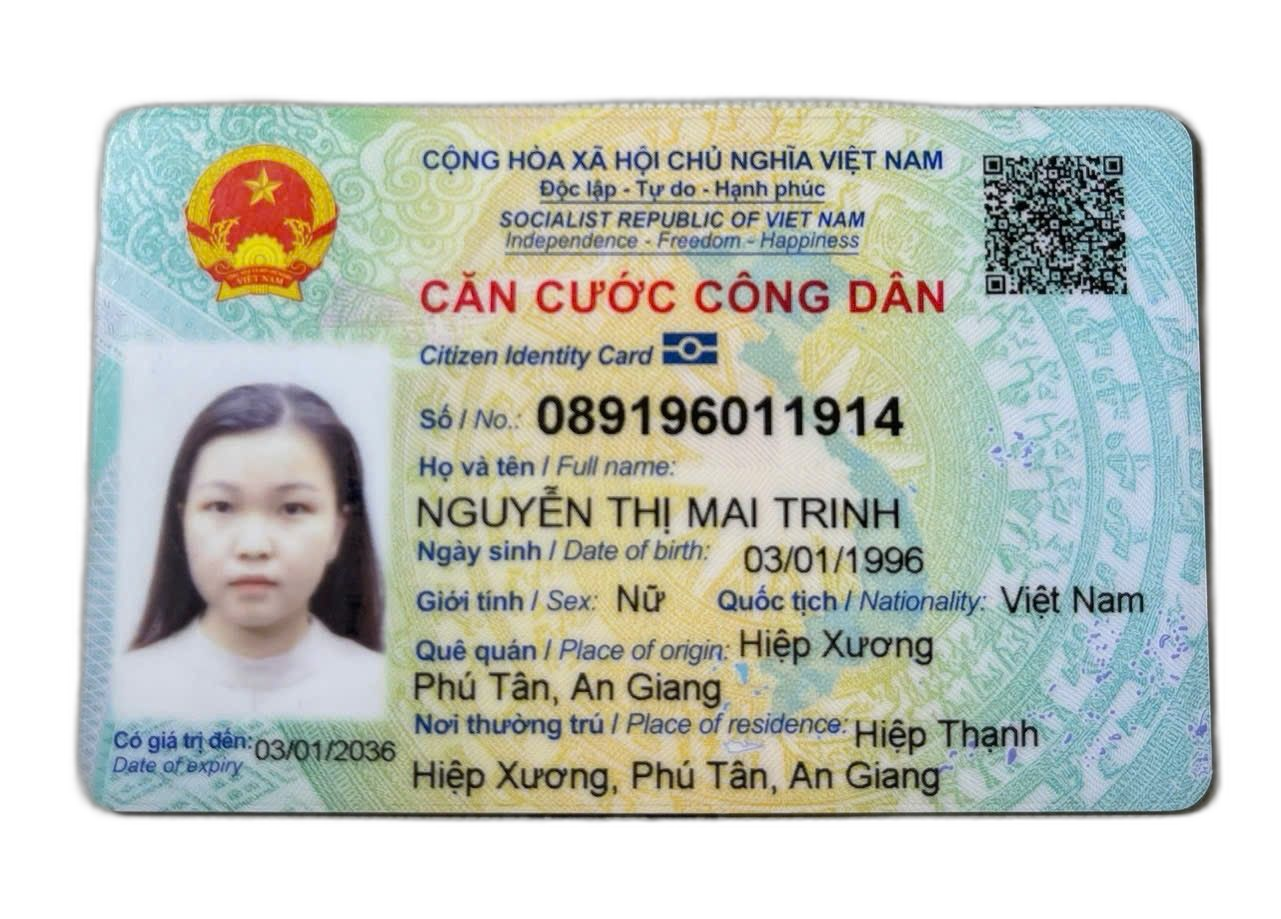 CỘNG HÒA XÃ HỘI CHỦ NGHĨA VIỆT NAM
Độc lập - Tự do - Hạnh phúc
SOCIALIST REPUBLIC OF VIET NAM
Independence - Freedom - Happiness
CĂN CƯỚC CÔNG DÂN
Citizen Identity Card
Số / No.: 089196011914
Họ và tên / Full name:
NGUYỄN THỊ MAI TRINH
Ngày sinh / Date of birth: 03/01/1996
Giới tính / Sex: Nữ Quốc tịch / Nationality: Việt Nam
Quê quán / Place of origin: Hiệp Xương
Phú Tân, An Giang
Nơi thường trú / Place of residence: Hiệp Thạnh
Hiệp Xương, Phú Tân, An Giang
Có giá trị đến: 03/01/2036
Date of expiry
VIỆT NAM